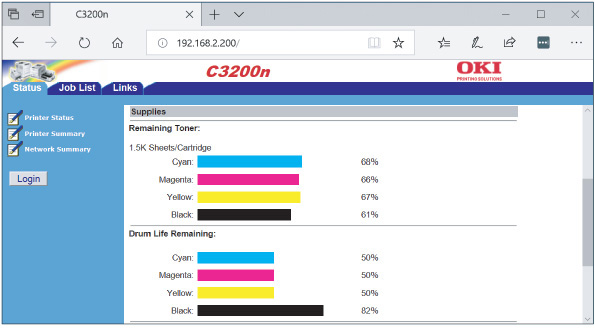 C3200n
192.168.2.200/
C3200n
OKI
PRINTING SOLUTIONS
Status Job List Links
Printer Status
Printer Summary
Network Summary
Login
Supplies
Remaining Toner:
1.5K Sheets/Cartridge
Cyan: 68%
Magenta: 66%
Yellow: 67%
Black: 61%
Drum Life Remaining:
Cyan: 50%
Magenta: 50%
Yellow: 50%
Black: 82%